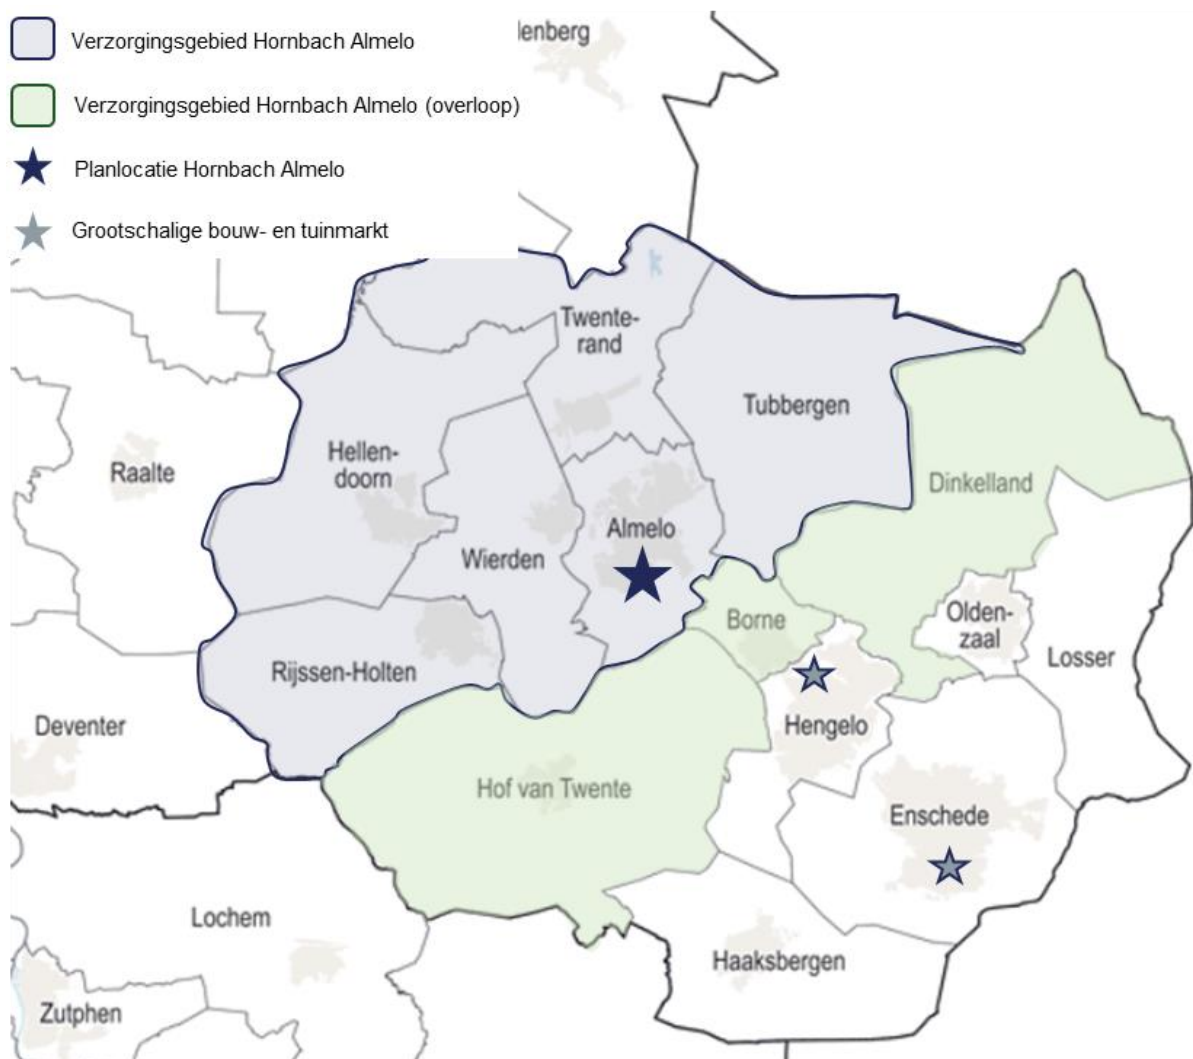 Verzorgingsgebied Hornbach Almelo
Verzorgingsgebied Hornbach Almelo (overloop)
Planlocatie Hornbach Almelo
Grootschalige bouw- en tuinmarkt
denberg
Twente-
rand
Tubbergen
Hellen-
doorn
Raalte
Dinkelland
Almelo
Wierden
Olden-
zaal
Borne
Losser
Rijssen-Holten
Deventer
Hengelo
Hof van Twente
Enschede
Lochem
Haaksbergen
Zutphen